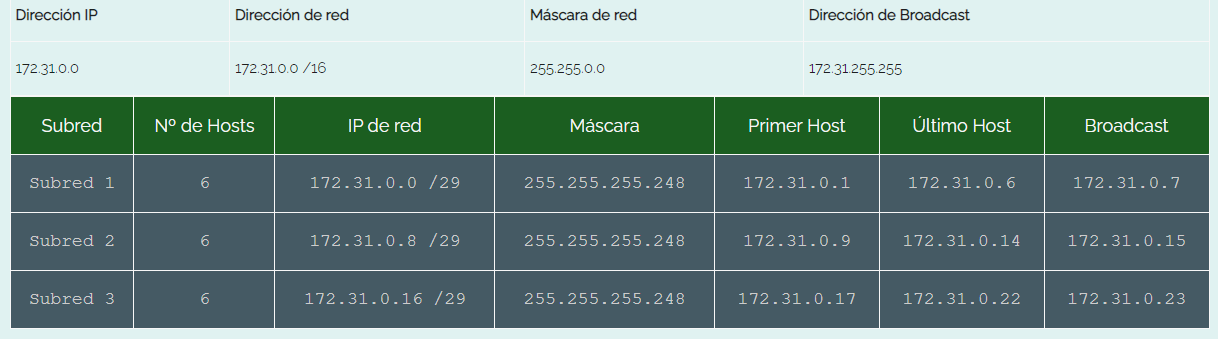 Dirección IP Dirección de red Máscara de red Dirección de Broadcast
172.31.0.0 172.31.0.0 /16 255.255.0.0 172.31.255.255
Subred Nº de Hosts IP de red Máscara Primer Host Último Host Broadcast
Subred 1 6 172.31.0.0 /29 255.255.255.248 172.31.0.1 172.31.0.6 172.31.0.7
Subred 2 6 172.31.0.8 /29 255.255.255.248 172.31.0.9 172.31.0.14 172.31.0.15
Subred 3 6 172.31.0.16 /29 255.255.255.248 172.31.0.17 172.31.0.22 172.31.0.23